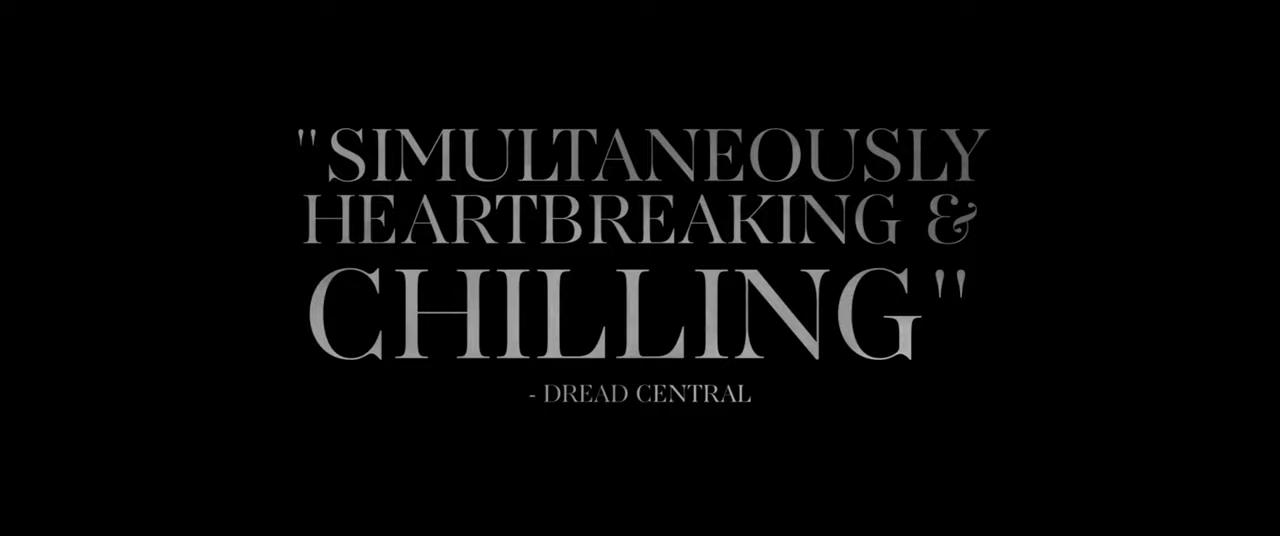 "SIMULTANEOUSLY
HEARTBREAKING &
CHILLING"
- DREAD CENTRAL